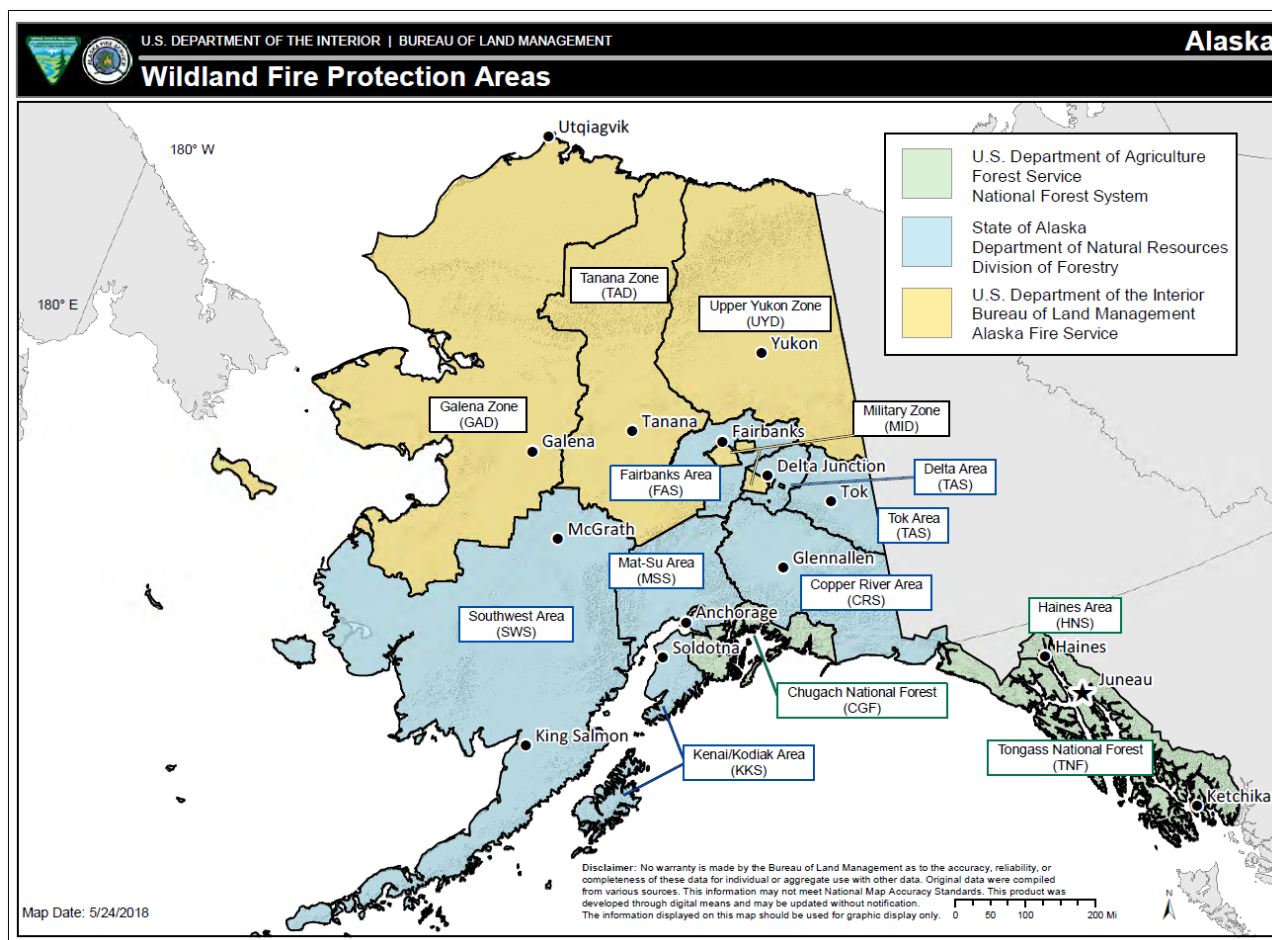 U.S. DEPARTMENT OF THE INTERIOR | BUREAU OF LAND MANAGEMENT
Alaska
Wildland Fire Protection Areas
Utqiagvik
180° W
U.S. Department of Agriculture
Forest Service
National Forest System
State of Alaska
Department of Natural Resources
Division of Forestry
U.S. Department of the Interior
Bureau of Land Management
Alaska Fire Service
180° E
Tanana Zone
(TAD)
Upper Yukon Zone
(UYD)
Yukon
Galena Zone
(GAD)
Military Zone
(MID)
Tanana
Fairbanks
Galena
Fairbanks Area
(FAS)
Delta Junction
Delta Area
(TAS)
Tok
Tok Area
(TAS)
McGrath
Mat-Su Area
(MSS)
Glennallen
Copper River Area
(CRS)
Southwest Area
(SWS)
Anchorage
Haines Area
(HNS)
Soldotna
Haines
Juneau
Chugach National Forest
(CGF)
King Salmon
Kenai/Kodiak Area
(KKS)
Tongass National Forest
(TNF)
Ketchika
Disclaimer: No warranty is made by the Bureau of Land Management as to the accuracy, reliability, or
completeness of these data for individual or aggregate use with other data. Original data were compiled
from various sources. This information may not meet National Map Accuracy Standards. This product was
developed through digital means and may be updated without notification.
The information displayed on this map should be used for graphic display only.
0 50 100 200 Mi
N
Map Date: 5/24/2018